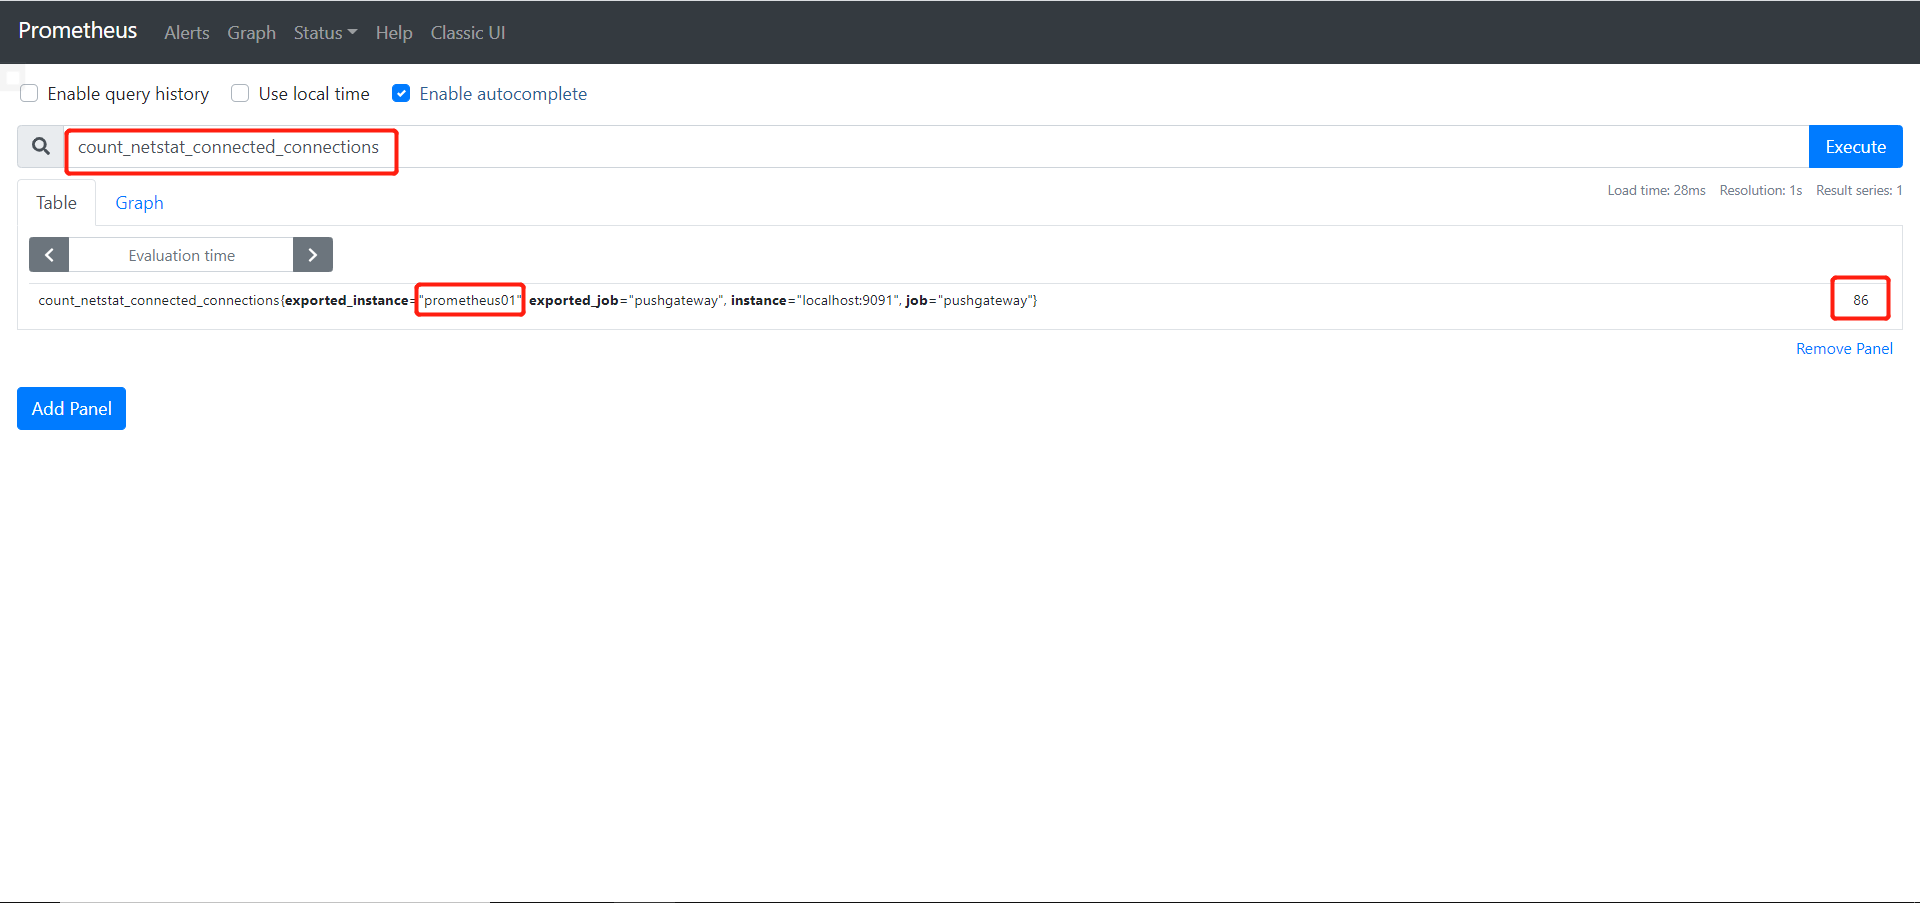 Prometheus Alerts Graph Status Help Classic UI
Enable query history Use local time Enable autocomplete
count_netstat_connected_connections Execute
Load time: 28ms Resolution: 1s Result series: 1
Table Graph
Evaluation time
count_netstat_connected_connections{exported_instance="prometheus01" exported_job="pushgateway", instance="localhost:9091", job="pushgateway"} 86
Remove Panel
Add Panel